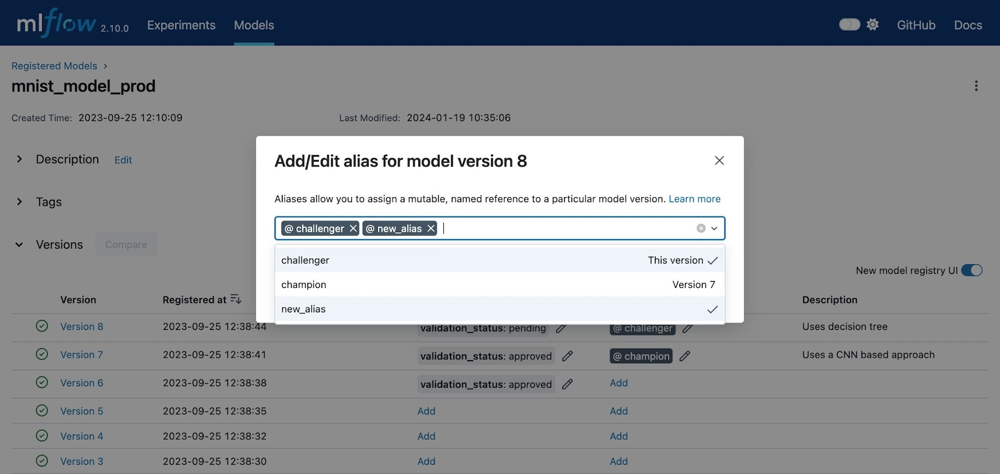 mlflow 2.10.0 Experiments Models GitHub Docs
Registered Models
mnist_model_prod
Created Time: 2023-09-25 12:10:09 Last Modified: 2024-01-19 10:35:06
Description Edit
Tags
Versions Compare
Add/Edit alias for model version 8
Aliases allow you to assign a mutable, named reference to a particular model version. Learn more
@ challenger @ new_alias
challenger This version
champion Version 7
new_alias
New model registry UI
Version Registered at Description
Version 8 2023-09-25 12:38:44 validation_status: pending @ challenger Uses decision tree
Version 7 2023-09-25 12:38:41 validation_status: approved @ champion Uses a CNN based approach
Version 6 2023-09-25 12:38:38 validation_status: approved Add
Version 5 2023-09-25 12:38:35 Add Add
Version 4 2023-09-25 12:38:32 Add Add
Version 3 2023-09-25 12:38:30 Add Add